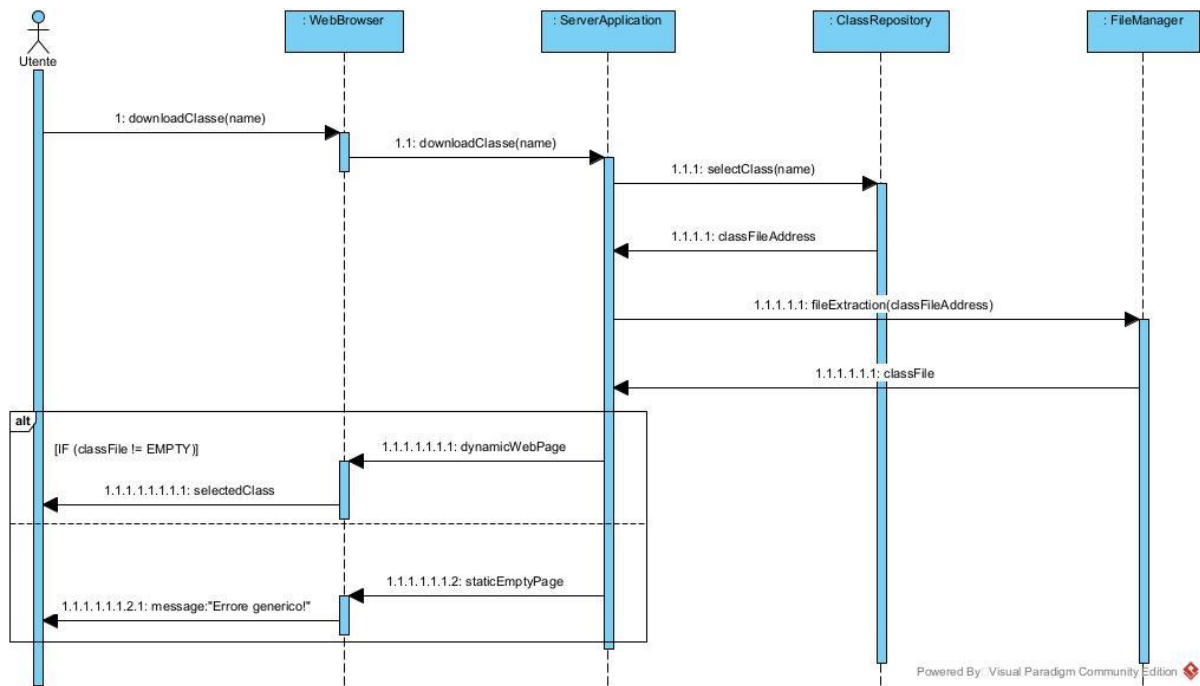 : WebBrowser
: ServerApplication
: ClassRepository
: FileManager
Utente
1: downloadClasse(name)
1.1: downloadClasse(name)
1.1.1: selectClass(name)
1.1.1.1: classFileAddress
1.1.1.1.1: fileExtraction(classFileAddress)
1.1.1.1.1.1: classFile
alt
[IF (classFile != EMPTY)]
1.1.1.1.1.1.1: dynamicWebPage
1.1.1.1.1.1.1.1: selectedClass
1.1.1.1.1.1.2: staticEmptyPage
1.1.1.1.1.1.2.1: message:"Errore generico!"
Powered By Visual Paradigm Community Edition